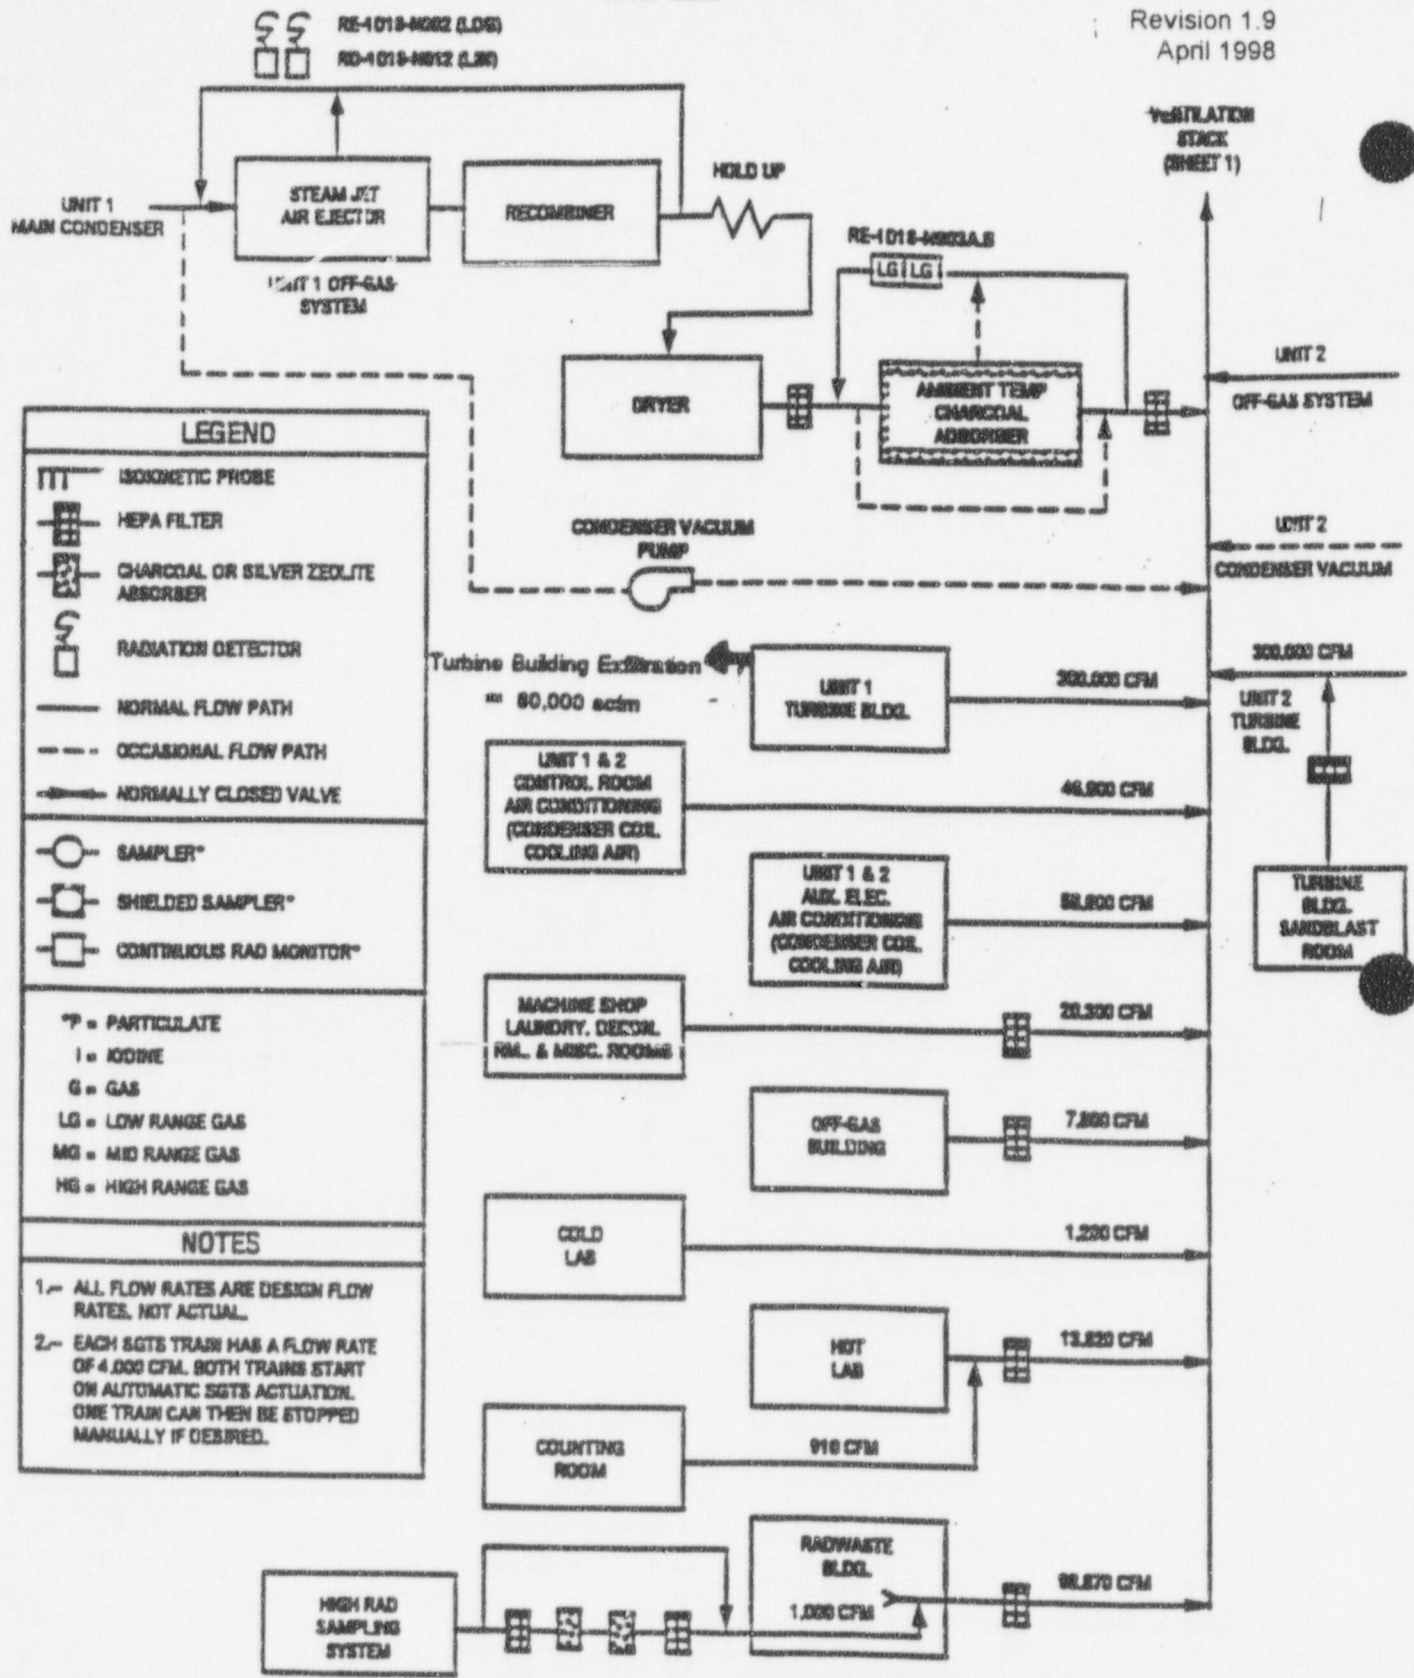 Revision 1.9
April 1998
VENTILATION
STACK
(SHEET 1)
HOLD UP
UNIT 1
MAIN CONDENSER
STEAM JET
AIR EJECTOR
RECOMBINER
UNIT 1 OFF-GAS
SYSTEM
LG LG
DRYER
AMBIENT TEMP
CHARCOAL
ADSORBER
UNIT 2
OFF-GAS SYSTEM
CONDENSER VACUUM
PUMP
UNIT 2
CONDENSER VACUUM
Turbine Building Exfiltration
80,000 acfm
UNIT 1
TURBINE BLDG.
300,000 CFM
300,000 CFM
UNIT 2
TURBINE
BLDG.
UNIT 1 & 2
CONTROL ROOM
AIR CONDITIONING
(CONDENSER COIL
COOLING AIR)
CFM
UNIT 1 & 2
AUX. ELEC.
AIR CONDITIONING
(CONDENSER COIL
COOLING AIR)
CFM
TURBINE
BLDG.
SANDBLAST
ROOM
MACHINE SHOP
LAUNDRY, DECON.
RM., & MISC. ROOMS
20,300 CFM
OFF-GAS
BUILDING
CFM
COLD
LAB
CFM
HOT
LAB
CFM
COUNTING
ROOM
910 CFM
RADWASTE
BLDG.
CFM
CFM
HIGH RAD
SAMPLING
SYSTEM
LEGEND
ISOKINETIC PROBE
HEPA FILTER
CHARCOAL OR SILVER ZEOLITE
ABSORBER
RADIATION DETECTOR
NORMAL FLOW PATH
OCCASIONAL FLOW PATH
NORMALLY CLOSED VALVE
SAMPLER*
SHIELDED SAMPLER*
CONTINUOUS RAD MONITOR*
*P = PARTICULATE
I = IODINE
G = GAS
LG = LOW RANGE GAS
MG = MID RANGE GAS
HG = HIGH RANGE GAS
NOTES
1.- ALL FLOW RATES ARE DESIGN FLOW
RATES, NOT ACTUAL.
2.- EACH SGTS TRAIN HAS A FLOW RATE
OF 4,000 CFM. BOTH TRAINS START
ON AUTOMATIC SGTS ACTUATION.
ONE TRAIN CAN THEN BE STOPPED
MANUALLY IF DESIRED.